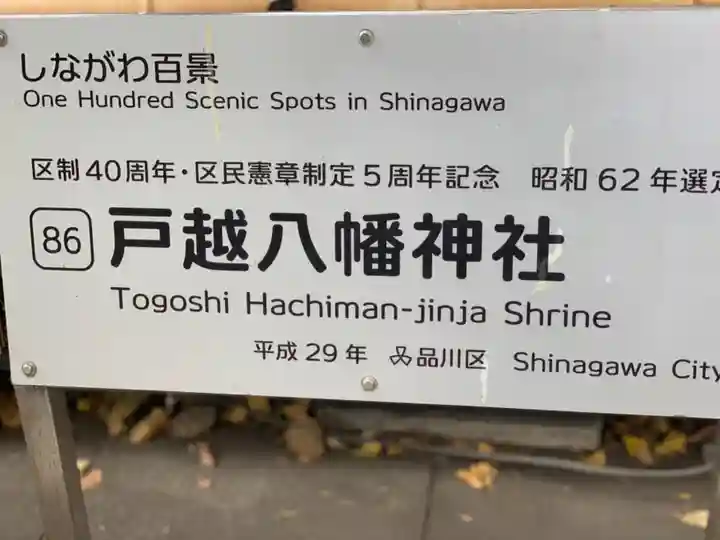 しながわ百景
One Hundred Scenic Spots in Shinagawa
区制40周年・区民憲章制定5周年記念 昭和62年選定
86 戸越八幡神社
Togoshi Hachiman-jinja Shrine
平成29年 品川区 Shinagawa City